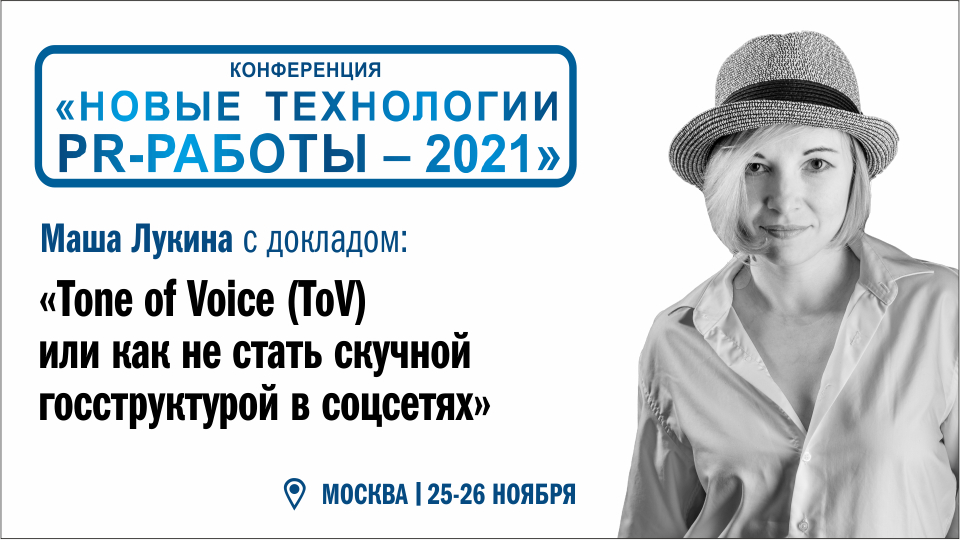 КОНФЕРЕНЦИЯ
«НОВЫЕ ТЕХНОЛОГИИ
PR-РАБОТЫ – 2021»
Маша Лукина с докладом:
«Tone of Voice (ToV)
или как не стать скучной
госструктурой в соцсетях»
МОСКВА | 25-26 НОЯБРЯ